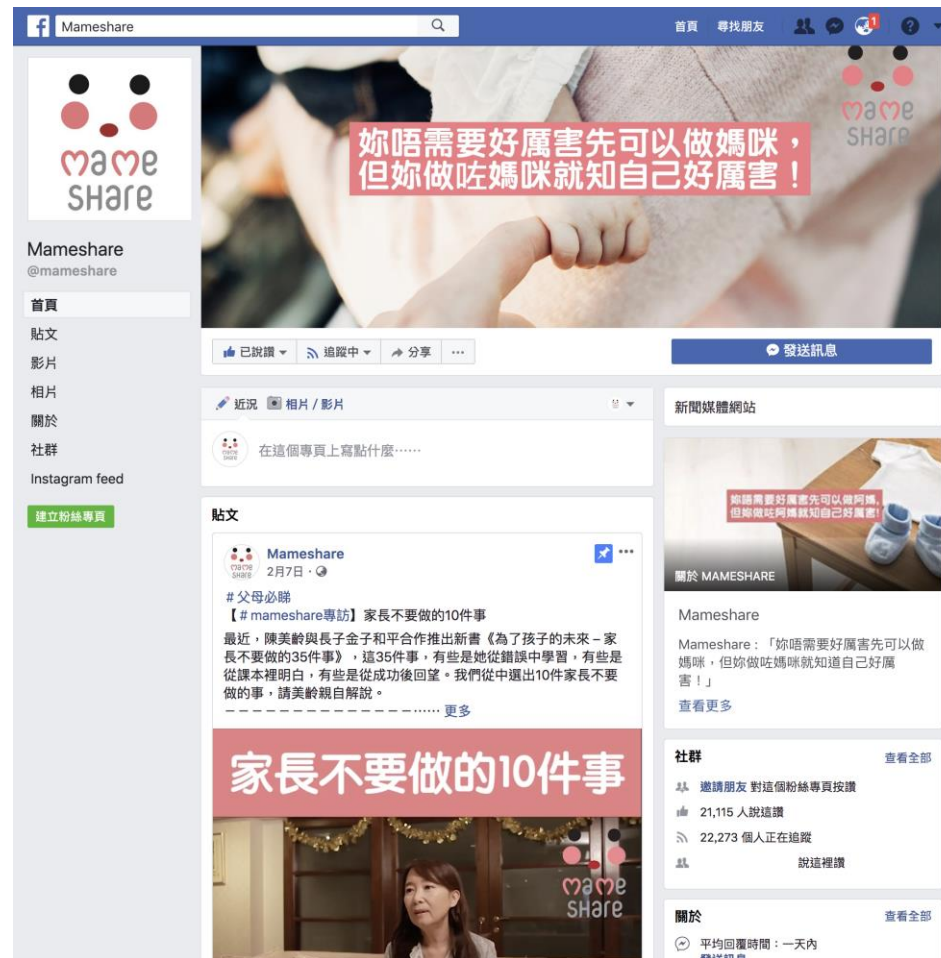 Mameshare
首頁
尋找朋友
1
mame
SHare
妳唔需要好厲害先可以做媽咪，
但妳做咗媽咪就知自己好厲害！
mame
SHare
Mameshare
@mameshare
首頁
貼文
影片
相片
關於
社群
Instagram feed
建立粉絲專頁
已說讚
追蹤中
分享
發送訊息
近況
相片 / 影片
在這個專頁上寫點什麼……
貼文
Mameshare
2月7日
#父母必睇
【#mameshare專訪】家長不要做的10件事
最近，陳美齡與長子金子和平合作推出新書《為了孩子的未來 – 家
長不要做的35件事》，這35件事，有些是她從錯誤中學習，有些是
從課本裡明白，有些是從成功後回望。我們從中選出10件家長不要
做的事，請美齡親自解說。
－－－－－－－－－－－－－－…… 更多
家長不要做的10件事
mame
SHare
新聞媒體網站
妳唔需要好厲害先可以做阿媽，
但妳做咗阿媽就知自己好厲害！
關於 MAMESHARE
Mameshare
Mameshare：「妳唔需要好厲害先可以做
媽咪，但妳做咗媽咪就知道自己好厲
害！」
查看更多
社群
查看全部
邀請朋友 對這個粉絲專頁按讚
21,115 人說這讚
22,273 個人正在追蹤
說這裡讚
關於
查看全部
平均回覆時間：一天內
發送訊息